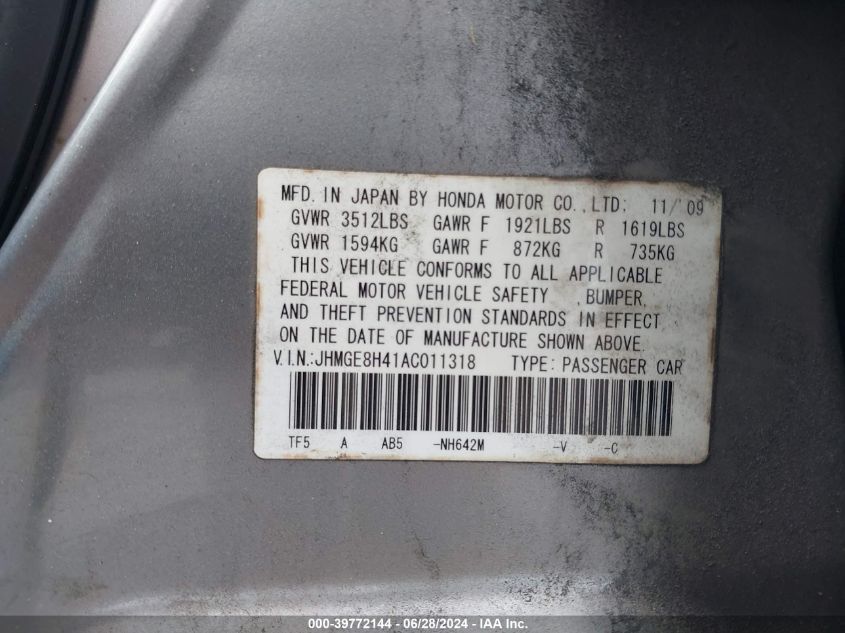 MFD. IN JAPAN BY HONDA MOTOR CO.,LTD; 11/'09
GVWR 3512LBS GAWR F 1921LBS R 1619LBS
GVWR 1594KG GAWR F 872KG R 735KG
THIS VEHICLE CONFORMS TO ALL APPLICABLE
FEDERAL MOTOR VEHICLE SAFETY ,BUMPER,
AND THEFT PREVENTION STANDARDS IN EFFECT
ON THE DATE OF MANUFACTURE SHOWN ABOVE.
V.I.N.:JHMGE8H41AC011318 TYPE: PASSENGER CAR
TF5 A AB5 -NH642M -V -C
000-39772144 | 06/28/2024 | IAA Inc.